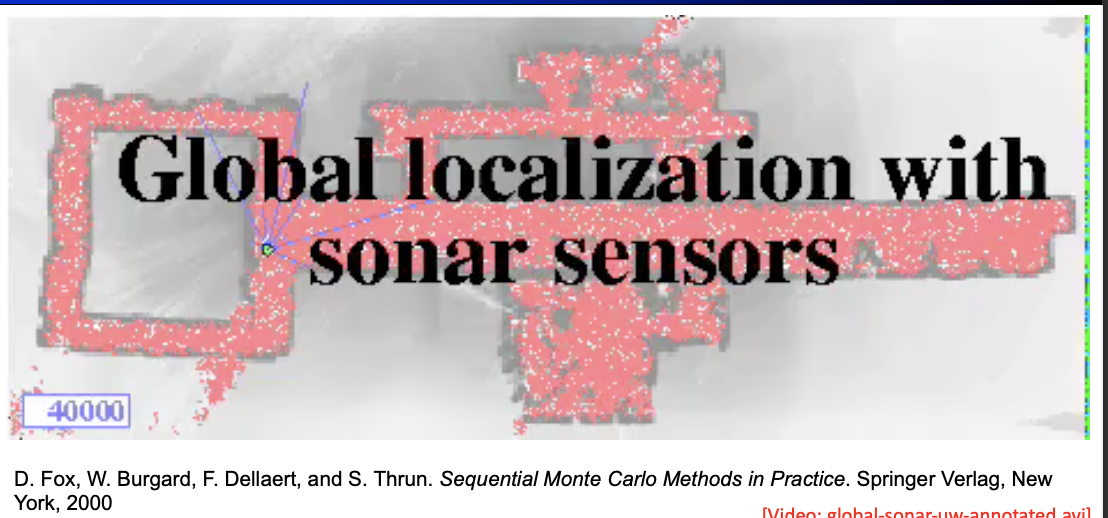 Global localization with
sonar sensors
40000
D. Fox, W. Burgard, F. Dellaert, and S. Thrun. Sequential Monte Carlo Methods in Practice. Springer Verlag, New
York, 2000
[Video: global-sonar-uw-annotated.avi]